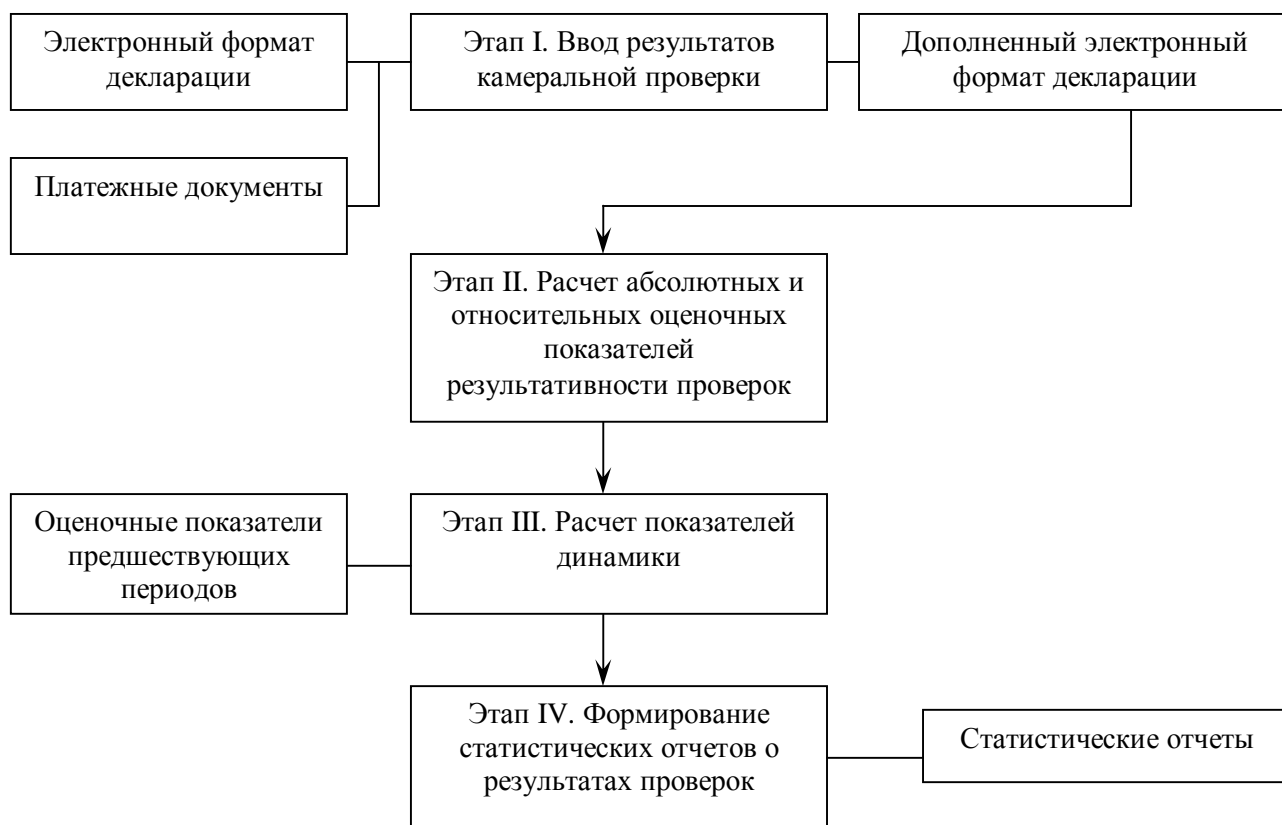 Электронный формат
декларации
Этап I. Ввод результатов
камеральной проверки
Дополненный электронный
формат декларации
Платежные документы
Этап II. Расчет абсолютных и
относительных оценочных
показателей
результативности проверок
Оценочные показатели
предшествующих
периодов
Этап III. Расчет показателей
динамики
Этап IV. Формирование
статистических отчетов о
результатах проверок
Статистические отчеты